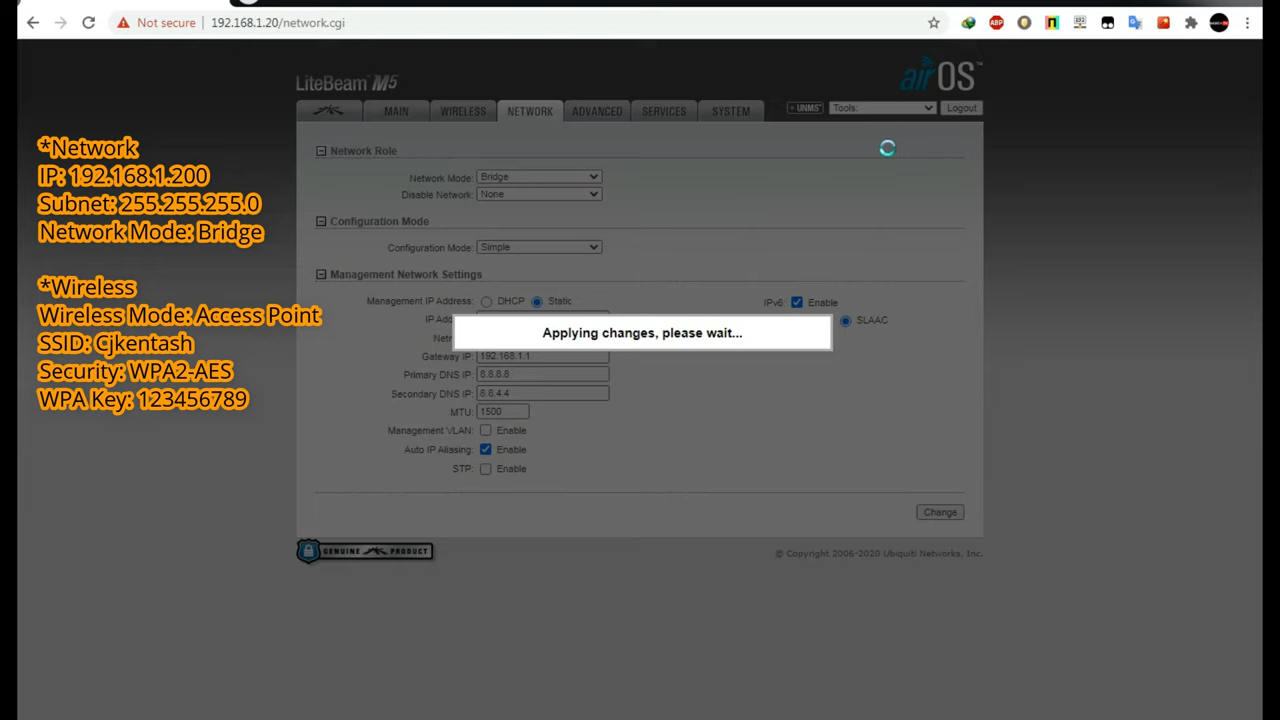 Not secure
192.168.1.20/network.cgi
ABP
LiteBeam M5
airOS™
MAIN
WIRELESS
NETWORK
ADVANCED
SERVICES
SYSTEM
UNMS™
Tools:
Logout
*Network
IP: 192.168.1.200
Subnet: 255.255.255.0
Network Mode: Bridge
*Wireless
Wireless Mode: Access Point
SSID: Cjkentash
Security: WPA2-AES
WPA Key: 123456789
Network Role
Network Mode: Bridge
Disable Network: None
Configuration Mode
Configuration Mode: Simple
Management Network Settings
Management IP Address: DHCP Static
IPv6: Enable
SLAAC
Applying changes, please wait...
Gateway IP: 192.168.1.1
Primary DNS IP: 8.8.8.8
Secondary DNS IP: 8.8.4.4
MTU: 1500
Management VLAN: Enable
Auto IP Aliasing: Enable
STP: Enable
Change
GENUINE PRODUCT
© Copyright 2006-2020 Ubiquiti Networks, Inc.